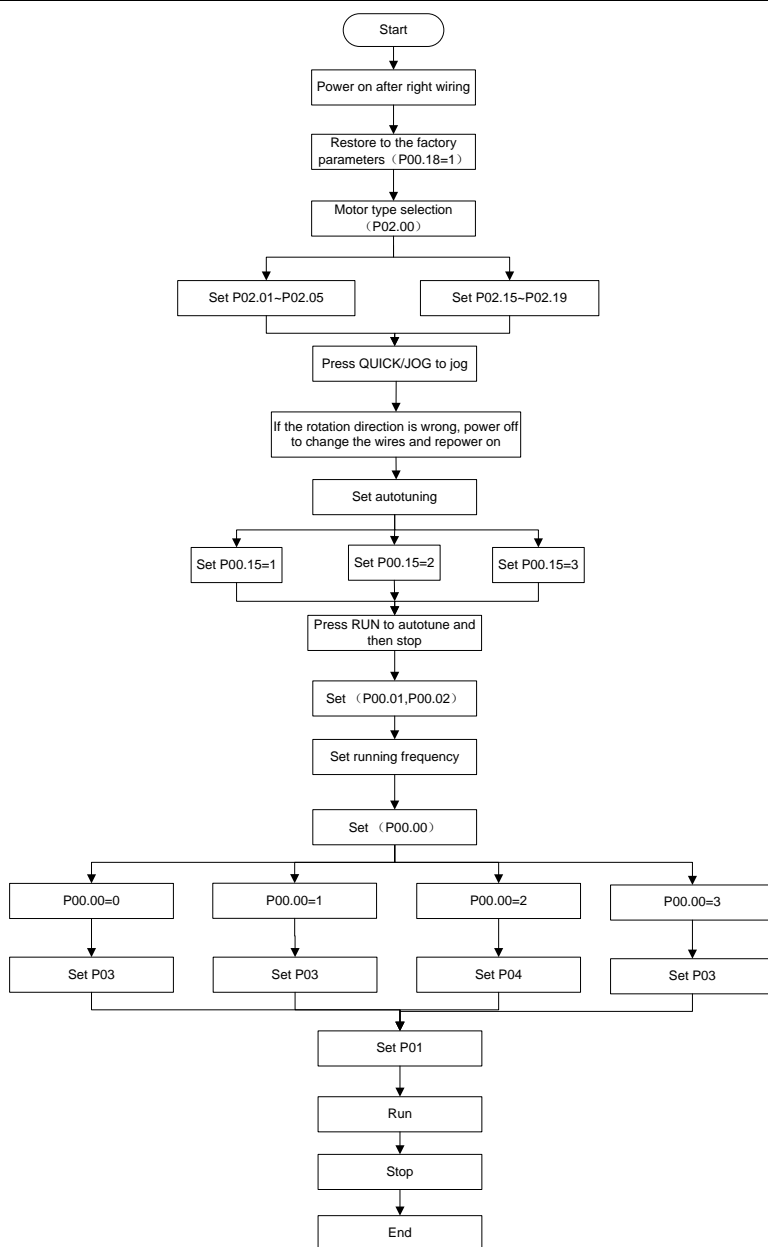 Start
Power on after right wiring
Restore to the factory
parameters（P00.18=1）
Motor type selection
（P02.00）
Set P02.01~P02.05
Set P02.15~P02.19
Press QUICK/JOG to jog
If the rotation direction is wrong, power off
to change the wires and repower on
Set autotuning
Set P00.15=1
Set P00.15=2
Set P00.15=3
Press RUN to autotune and
then stop
Set （P00.01,P00.02）
Set running frequency
Set （P00.00）
P00.00=0
P00.00=1
P00.00=2
P00.00=3
Set P03
Set P03
Set P04
Set P03
Set P01
Run
Stop
End